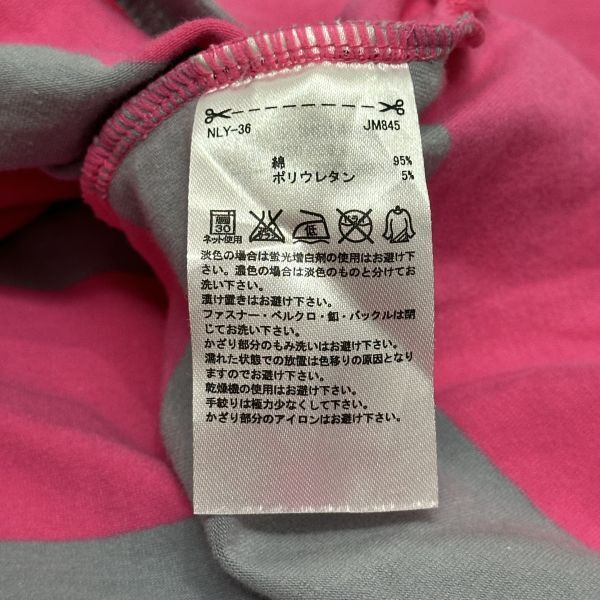 NLY-36 JM845
綿 95%
ポリウレタン 5%
30
ネット使用
低
ドライ
淡色の場合は蛍光増白剤の使用はお避け下
さい。濃色の場合は淡色のものと分けてお
洗い下さい。
漬け置きはお避け下さい。
ファスナー・ベルクロ・釦・バックルは閉
じてお洗い下さい。
かざり部分のもみ洗いはお避け下さい。
濡れた状態での放置は色移りの原因となり
ますのでお避け下さい。
乾燥機の使用はお避け下さい。
手絞りは極力少なくして下さい。
かざり部分のアイロンはお避け下さい。